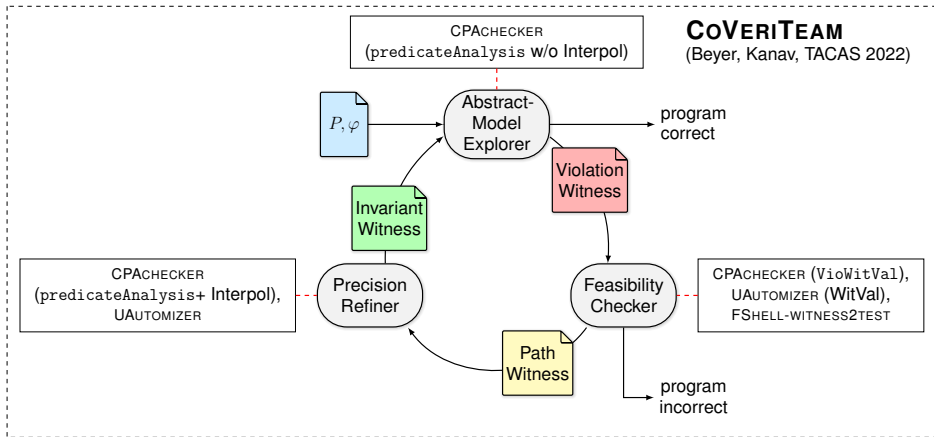 CPACHECKER
(predicateAnalysis w/o Interpol)
COVERITEAM
(Beyer, Kanav, TACAS 2022)
P, φ
Abstract-
Model
Explorer
program
correct
Violation
Witness
Invariant
Witness
CPACHECKER
(predicateAnalysis+ Interpol),
UAUTOMIZER
Precision
Refiner
Feasibility
Checker
CPACHECKER (VioWitVal),
UAUTOMIZER (WitVal),
FSHELL-WITNESS2TEST
Path
Witness
program
incorrect